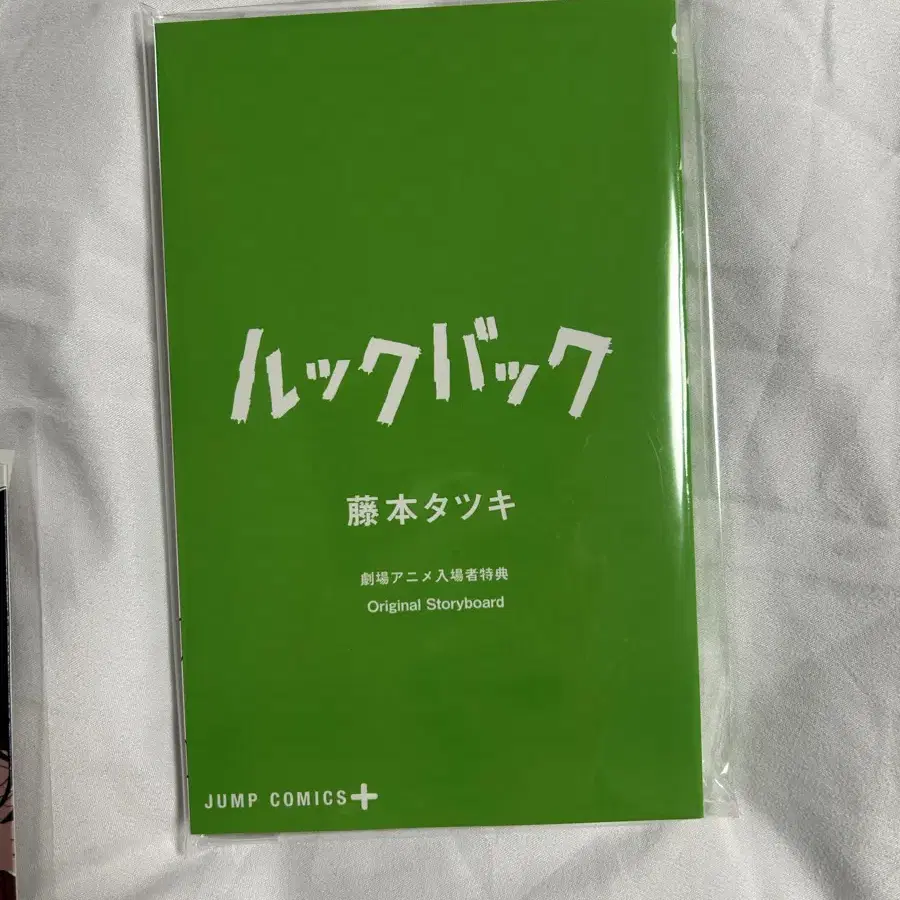 ルックバック
藤本タツキ
劇場アニメ入場者特典
Original Storyboard
JUMP COMICS+